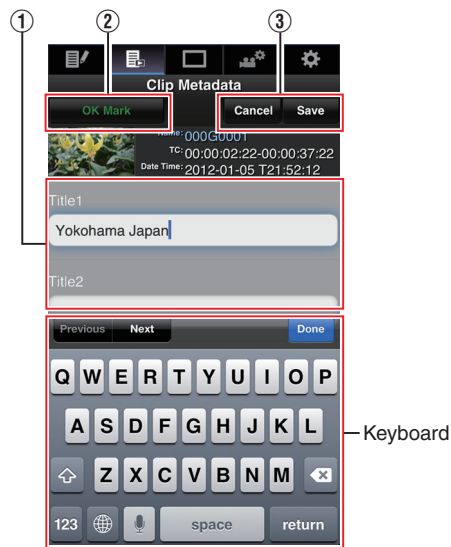 ① ② ③
Clip Metadata
OK Mark Cancel Save
Name: 000G0001
TC: 00:00:02:22-00:00:37:22
Date Time: 2012-01-05 T21:52:12
Title1
Yokohama Japan
Title2
Previous Next Done
Q W E R T Y U I O P
A S D F G H J K L
Keyboard
Z X C V B N M
123 space return